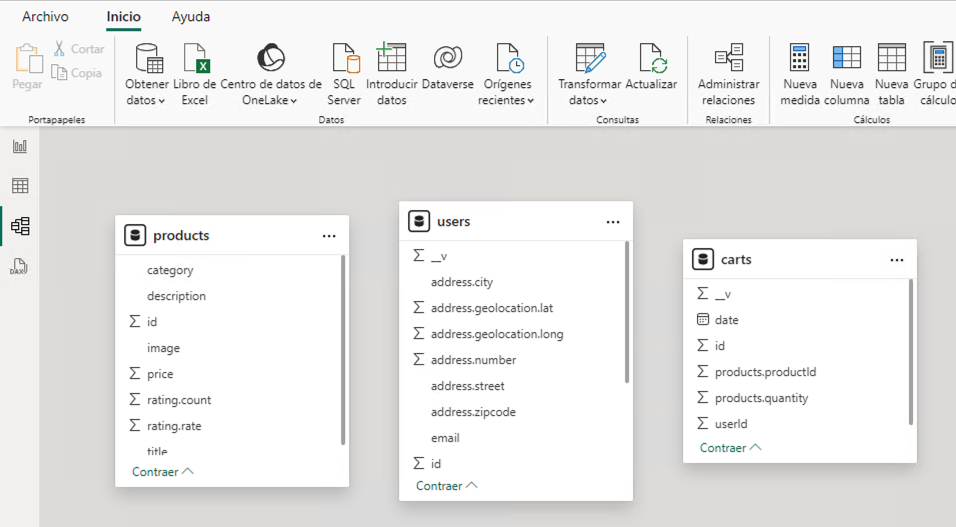 Archivo Inicio Ayuda
Pegar Cortar
Copia
Obtener datos
Libro de Excel
Centro de datos de OneLake
SQL Server
Introducir datos
Dataverse
Orígenes recientes
Transformar datos
Actualizar
Administrar relaciones
Nueva medida
Nueva columna
Nueva tabla
Grupo d
cálculo
Portapapeles Datos Consultas Relaciones Cálculos
DAX
products
category
description
id
image
price
rating.count
rating.rate
title
Contraer
users
__v
address.city
address.geolocation.lat
address.geolocation.long
address.number
address.street
address.zipcode
email
id
Contraer
carts
__v
date
id
products.productId
products.quantity
userId
Contraer